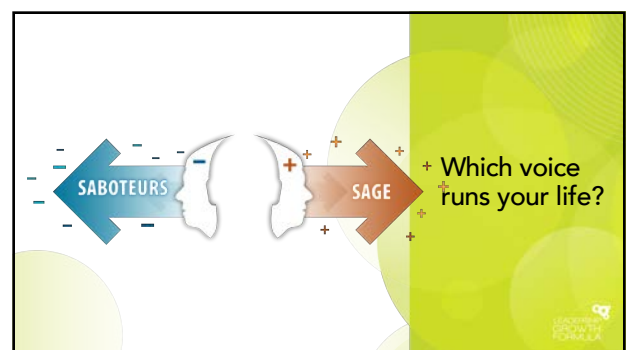 SABOTEURS
SAGE
Which voice
runs your life?
LEADERSHIP
GROWTH
FORMULA